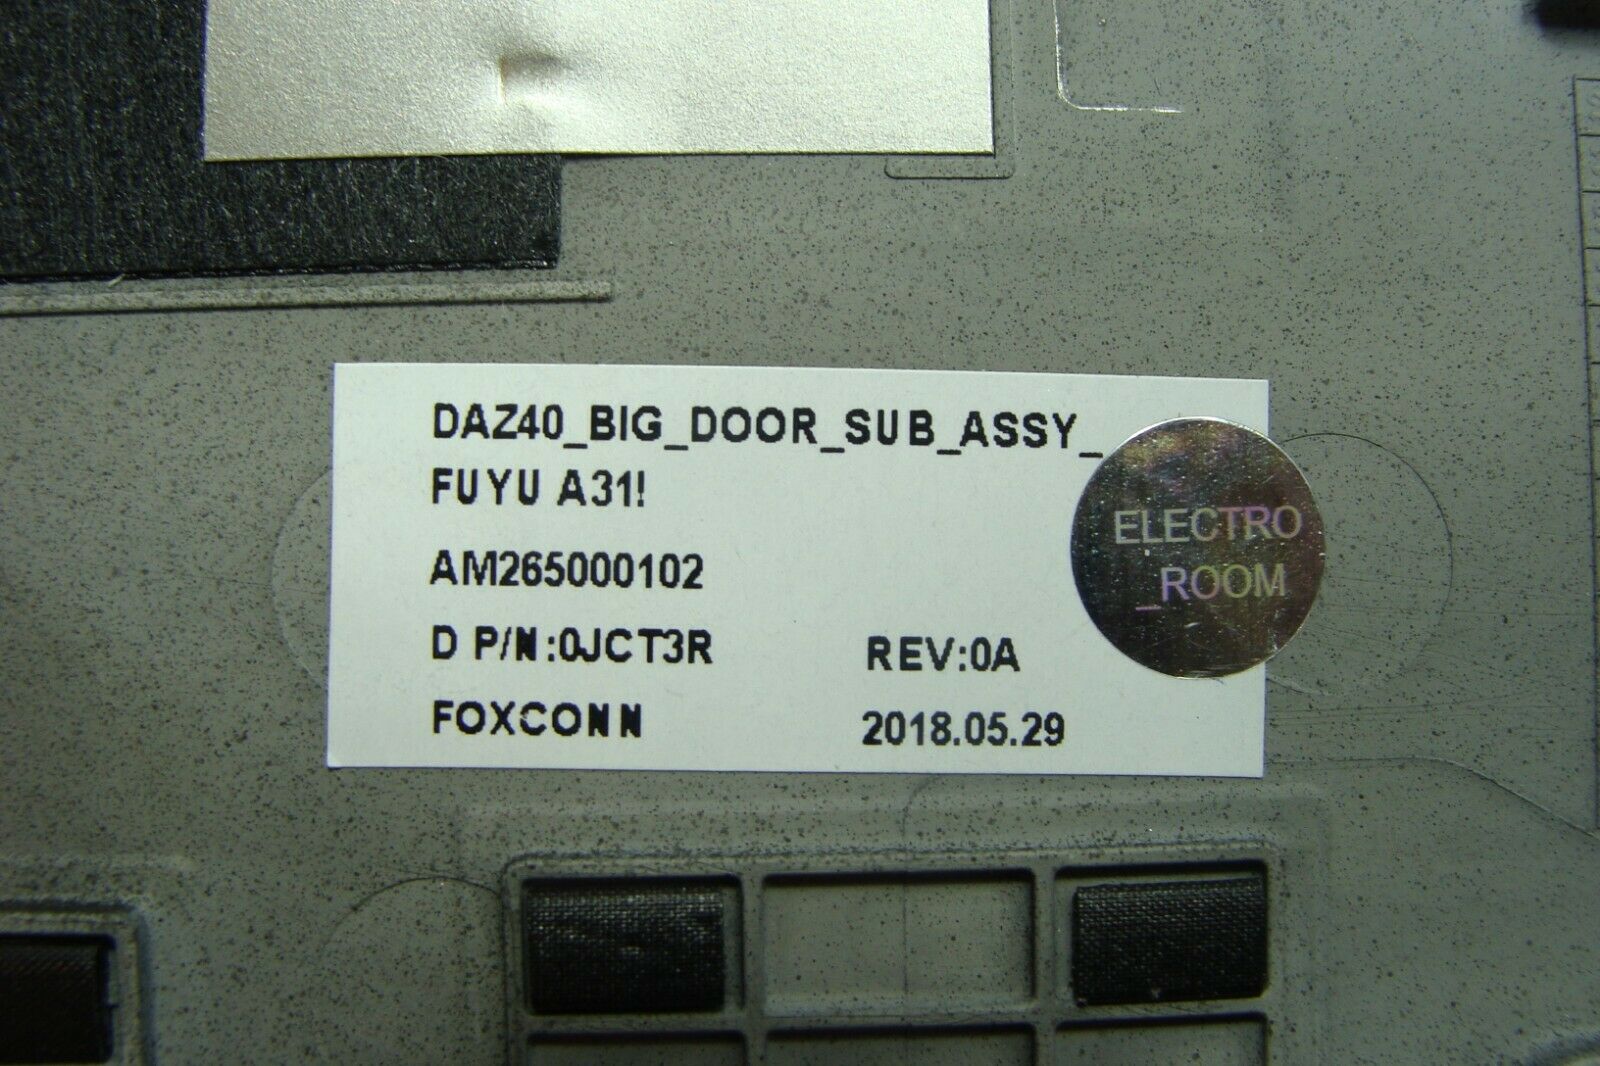 DAZ40_BIG_DOOR_SUB_ASSY_
FUYU A31!
AM265000102
D P/N:0JCT3R REV:0A
FOXCONN 2018.05.29
ELECTRO
_ROOM